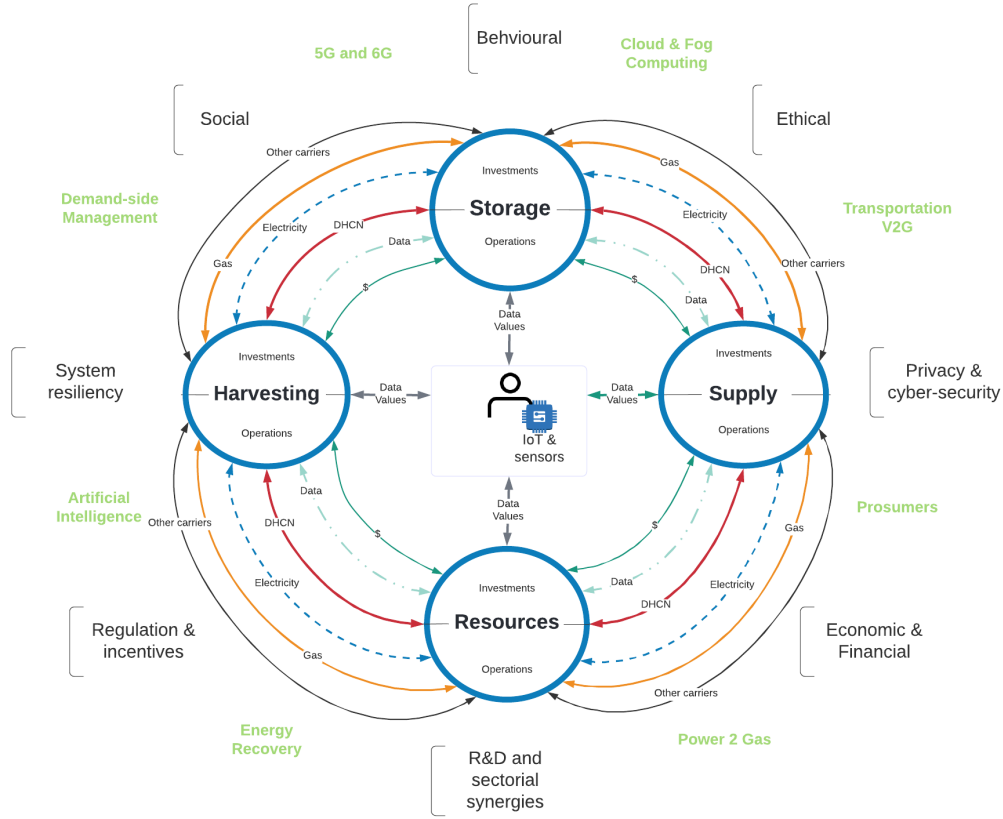 Behvioural
5G and 6G
Cloud & Fog
Computing
Social
Ethical
Other carriers
Gas
Investments
Storage
Operations
Demand-side
Management
Electricity
DHCN
Data
Gas
$
Electricity
DHCN
Data
Other carriers
$
Transportation
V2G
Data
Values
System
resiliency
Investments
Harvesting
Operations
Data
Values
IoT &
sensors
Data
Values
Investments
Supply
Operations
Privacy &
cyber-security
Data
Values
Artificial
Intelligence
Other carriers
Data
DHCN
$
Electricity
Gas
Investments
Resources
Operations
$
Data
DHCN
Electricity
Gas
Other carriers
Prosumers
Regulation &
incentives
Economic &
Financial
Energy
Recovery
Power 2 Gas
R&D and
sectorial
synergies